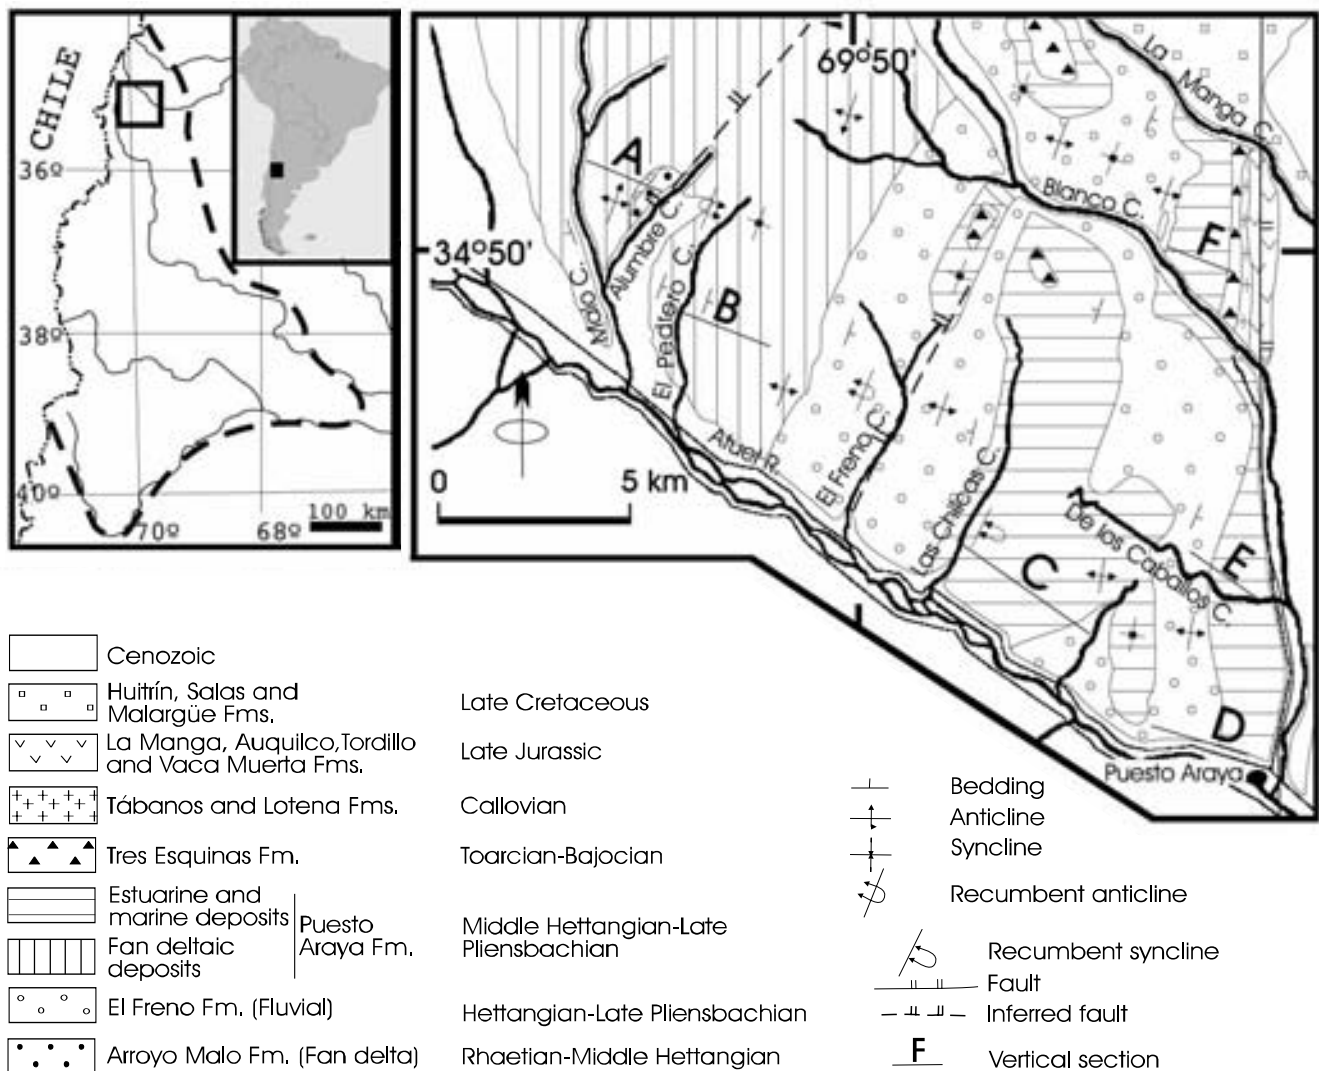 CHILE
36º
38º
40º
70º
68º
100 km
69º50'
34º50'
La Manga C.
A
Blanco C.
F
Malo C.
Alumbre C.
El Pedrero C.
B
Atuel R.
El Freno C.
Las Chilcas C.
De los Caballos C.
E
C
D
Puesto Araya
0 5 km
Cenozoic
Huitrín, Salas and
Malargüe Fms.
Late Cretaceous
La Manga, Auquilco,Tordillo
and Vaca Muerta Fms.
Late Jurassic
Tábanos and Lotena Fms.
Callovian
Tres Esquinas Fm.
Toarcian-Bajocian
Estuarine and
marine deposits
Fan deltaic
deposits
Puesto
Araya Fm.
Middle Hettangian-Late
Pliensbachian
El Freno Fm. (Fluvial)
Hettangian-Late Pliensbachian
Arroyo Malo Fm. (Fan delta)
Rhaetian-Middle Hettangian
Bedding
Anticline
Syncline
Recumbent anticline
Recumbent syncline
Fault
Inferred fault
F Vertical section